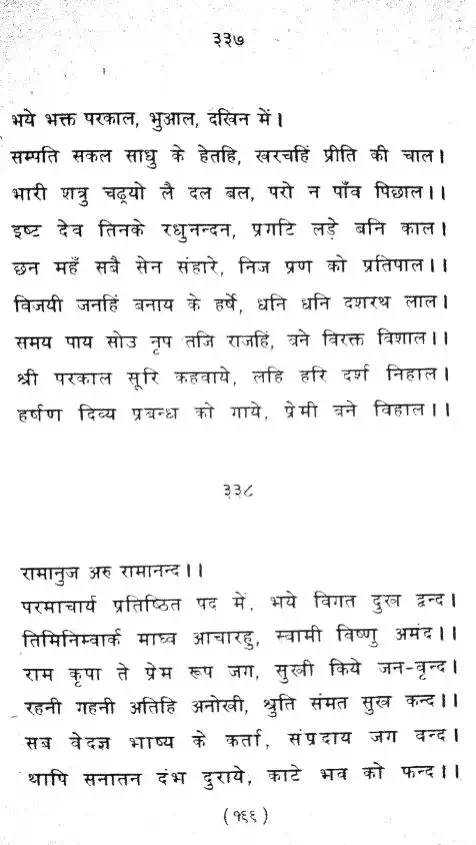 ३३७
भये भक्त परकाल, भुआल, दखिन में।
सम्पति सकल साधु के हेतहि, खरचहिं प्रीति की चाल।
भारी शत्रु चढ़्यो लै दल बल, परो न पाँव पिछाल।।
इष्ट देव तिनके रघुनन्दन, प्रगटि लड़े बनि काल।
छन महँ सबै सेन संहारे, निज प्रण को प्रतिपाल।।
विजयी जनहिं बनाय के हर्षे, धनि धनि दशरथ लाल।
समय पाय सोउ नृप तजि राजहिं, वने विरक्त विशाल।।
श्री परकाल सूरि कहवाये, लहि हरि दर्श निहाल।
हर्षण दिव्य प्रबन्ध को गाये, प्रेमी वने विहाल।।
३३८
रामानुज अरु रामानन्द।।
परमाचार्य प्रतिष्ठित पद में, भये विगत दुख द्वन्द।
तिमिनिम्वार्क माघ्व आचारहु, स्वामी विष्णु अमंद।।
राम कृपा ते प्रेम रूप जग, सुखी किये जन-वृन्द।
रहनी गहनी अतिहि अनोखी, श्रुति संमत सुख कन्द।।
सब वेदज्ञ भाष्य के कर्ता, संप्रदाय जग वन्द।
थापि सनातन दंभ दुराये, काटे भव को फन्द।।
(१९९)